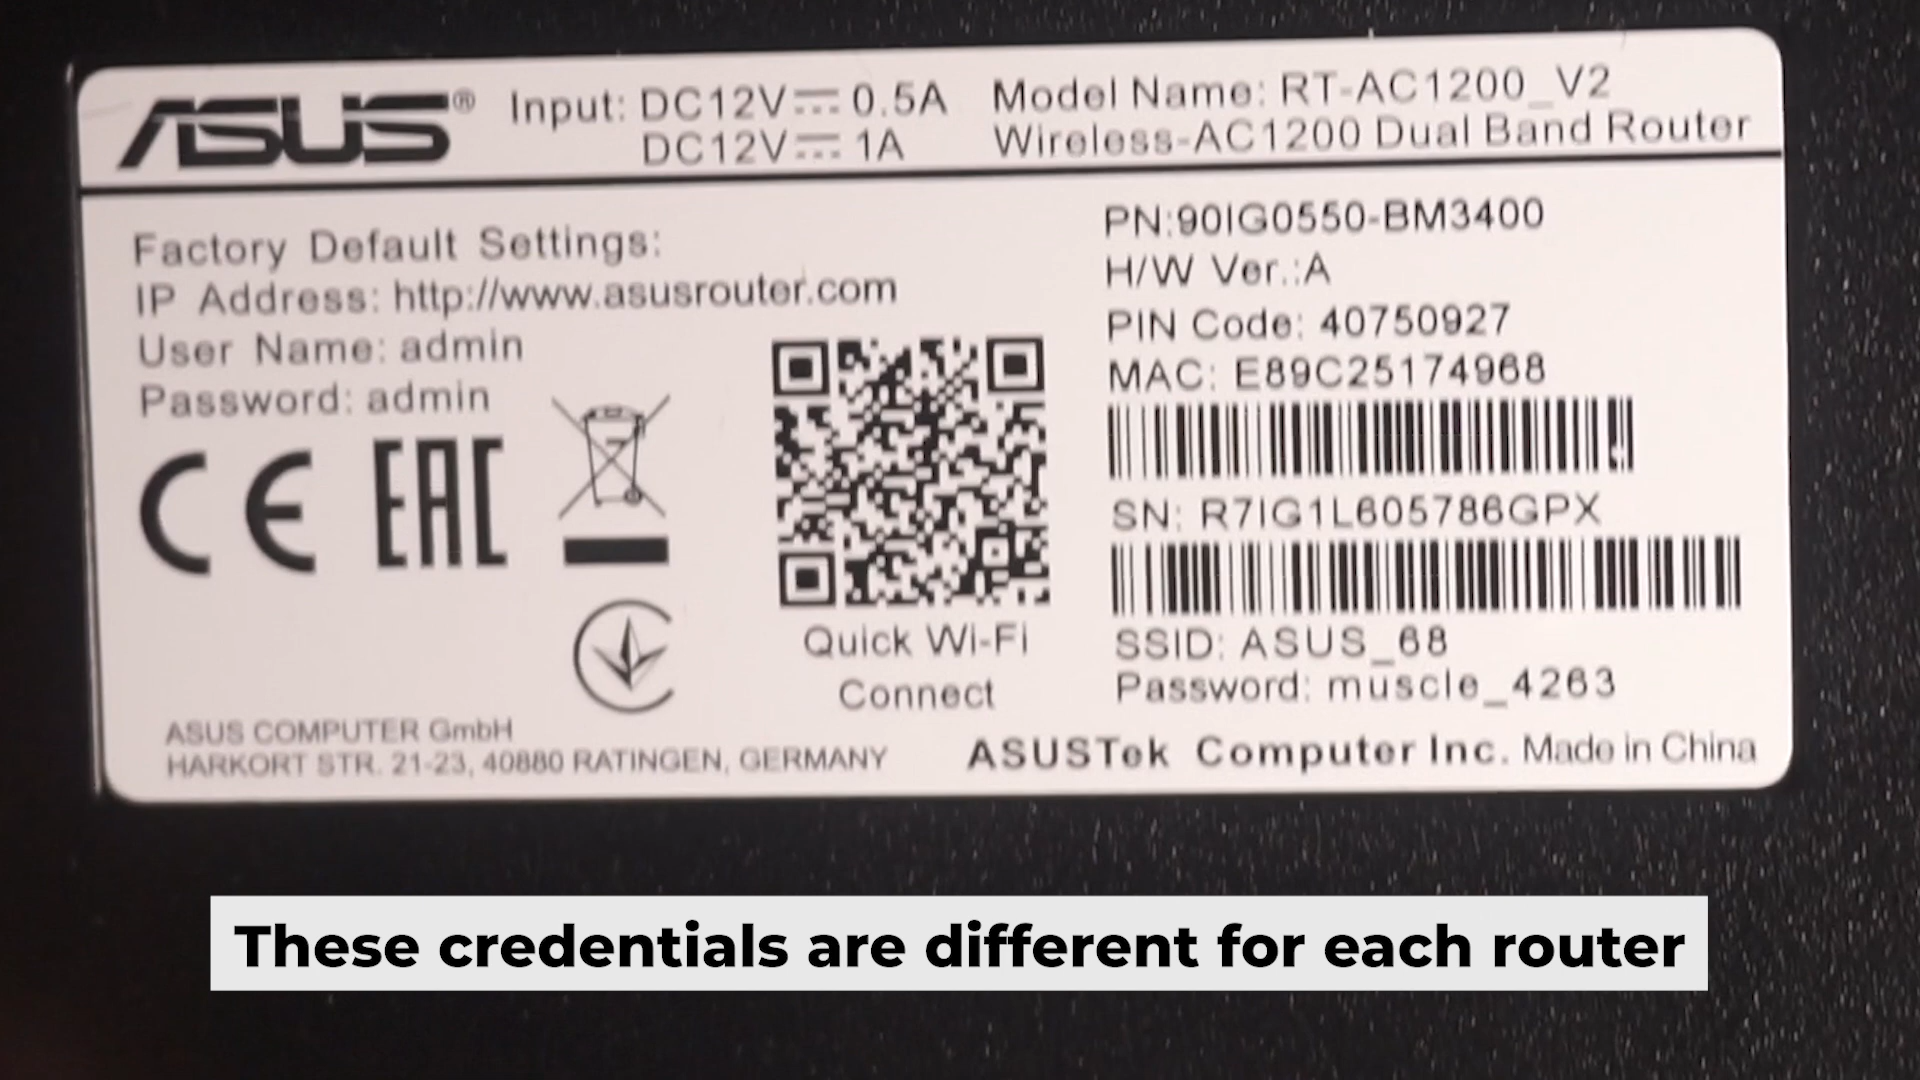 ASUS® Input: DC12V⎓0.5A Model Name: RT-AC1200_V2
DC12V⎓1A Wireless-AC1200 Dual Band Router
Factory Default Settings:
IP Address: http://www.asusrouter.com
User Name: admin
Password: admin
CE EAC
Quick Wi-Fi
Connect
PN:90IG0550-BM3400
H/W Ver.:A
PIN Code: 40750927
MAC: E89C25174968
SN: R7IG1L605786GPX
SSID: ASUS_68
Password: muscle_4263
ASUS COMPUTER GmbH
HARKORT STR. 21-23, 40880 RATINGEN, GERMANY
ASUSTek Computer Inc. Made in China
These credentials are different for each router